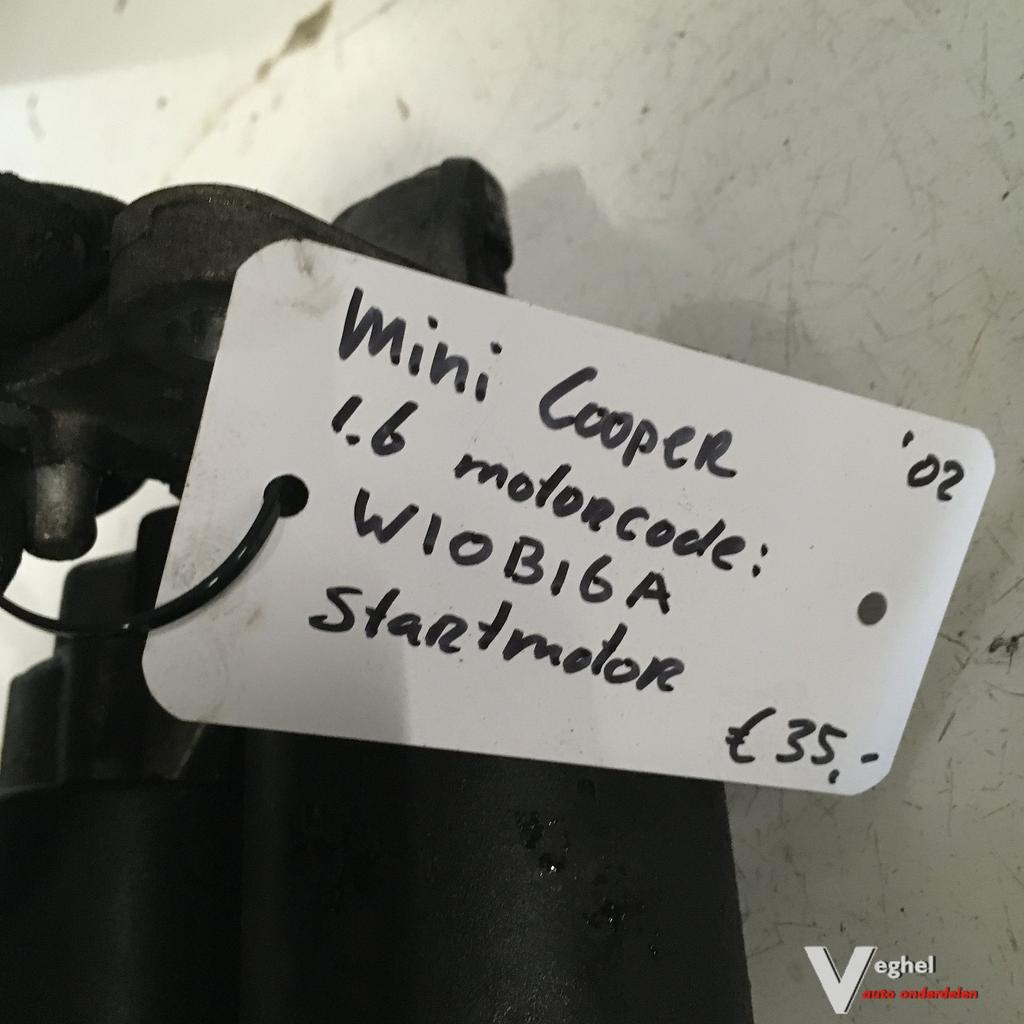 Mini Cooper '02
1.6 motorcode:
W10B16A
Startmotor
€35,-
Veghel
auto onderdelen